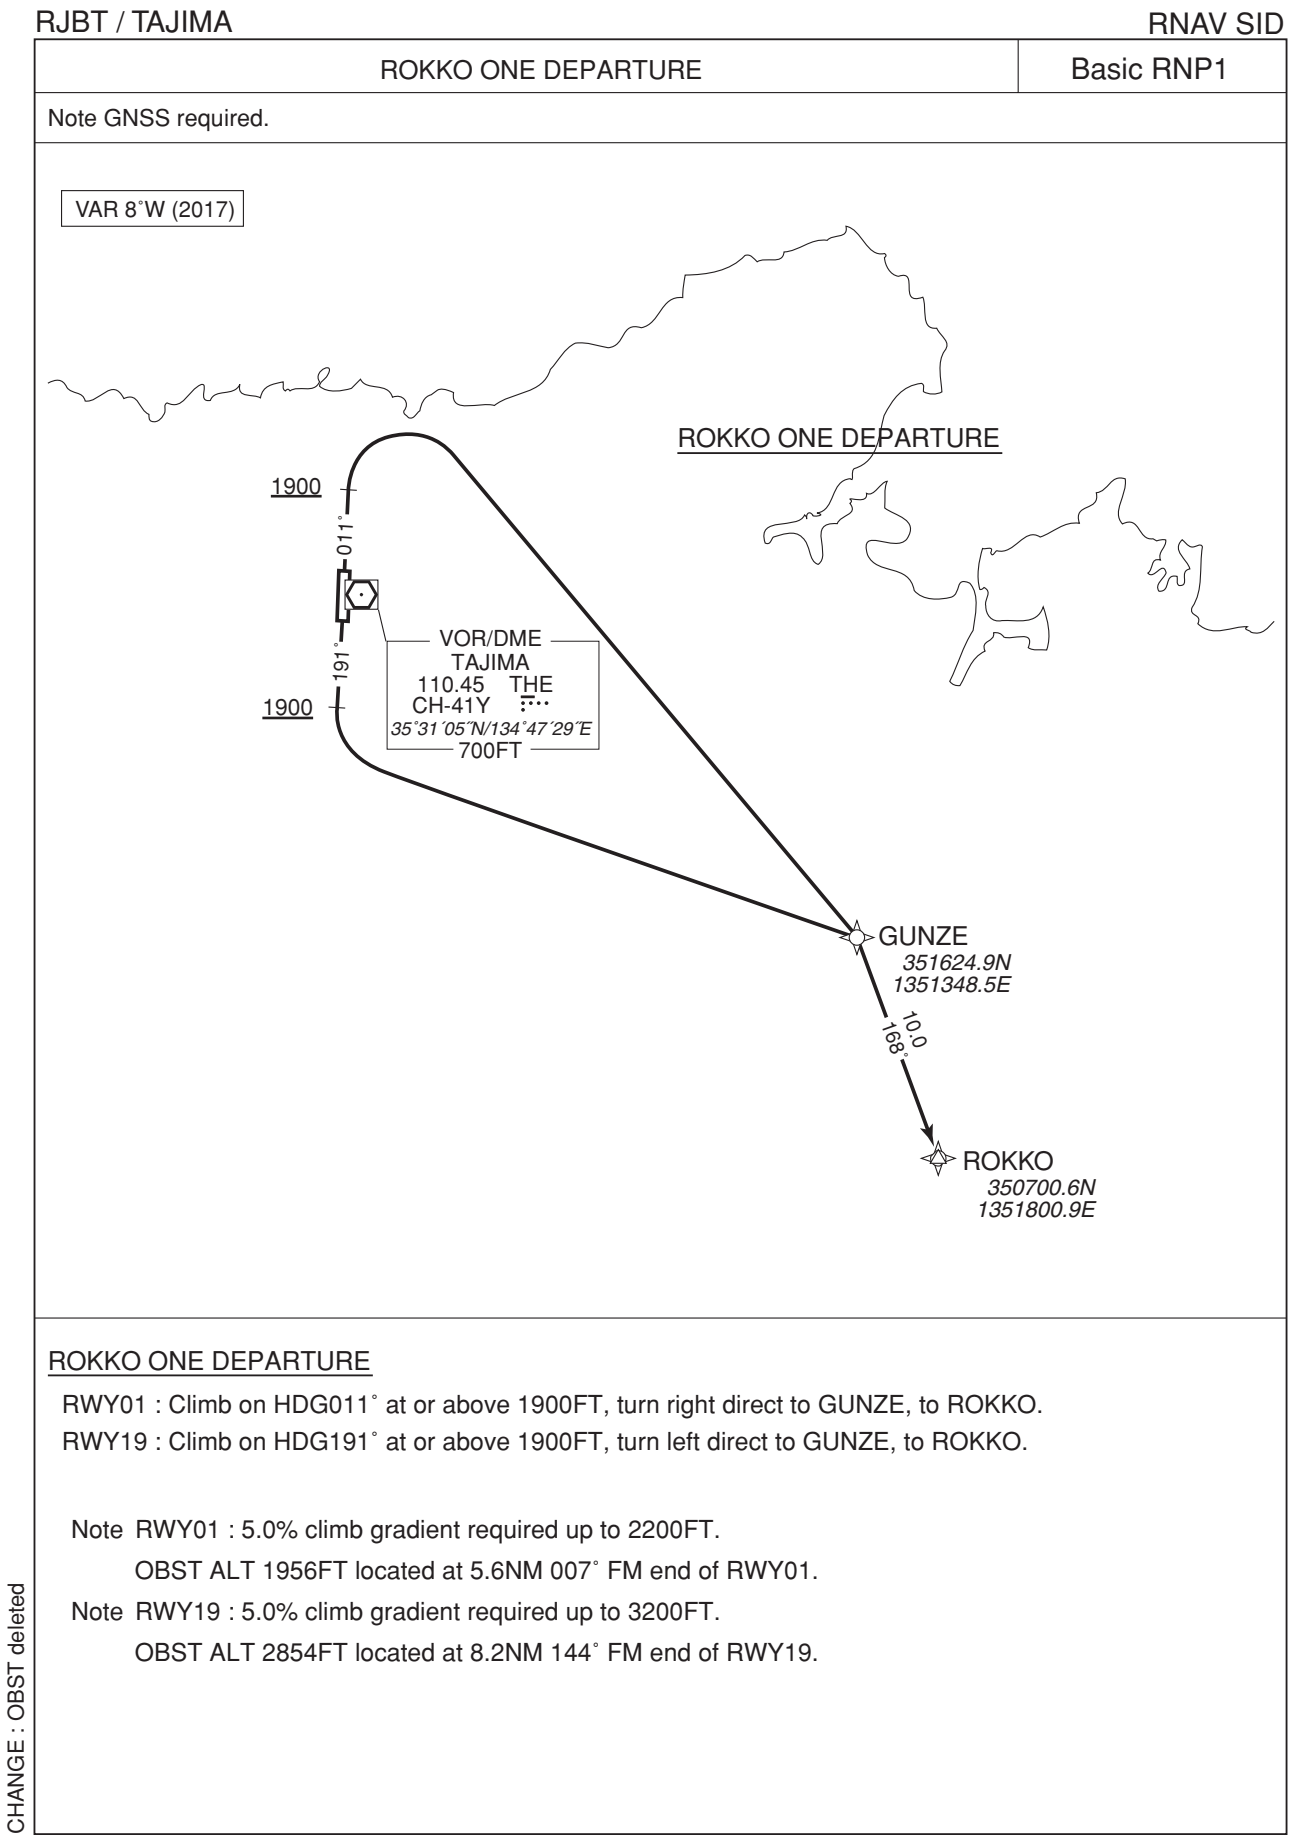 RJBT / TAJIMA
RNAV SID
ROKKO ONE DEPARTURE
Basic RNP1
Note GNSS required.
VAR 8˚W (2017)
ROKKO ONE DEPARTURE
1900
011˚
191˚
1900
VOR/DME
TAJIMA
110.45 THE
CH-41Y
35˚31´05˝N/134˚47´29˝E
700FT
GUNZE
351624.9N
1351348.5E
10.0
168˚
ROKKO
350700.6N
1351800.9E
ROKKO ONE DEPARTURE
RWY01 : Climb on HDG011˚ at or above 1900FT, turn right direct to GUNZE, to ROKKO.
RWY19 : Climb on HDG191˚ at or above 1900FT, turn left direct to GUNZE, to ROKKO.
Note RWY01 : 5.0% climb gradient required up to 2200FT.
OBST ALT 1956FT located at 5.6NM 007˚ FM end of RWY01.
Note RWY19 : 5.0% climb gradient required up to 3200FT.
OBST ALT 2854FT located at 8.2NM 144˚ FM end of RWY19.
CHANGE : OBST deleted